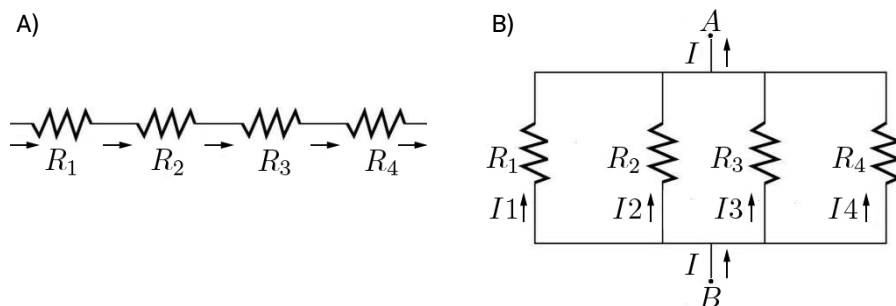 A)
R₁ R₂ R₃ R₄
B)
A
I
R₁ R₂ R₃ R₄
I1 I2 I3 I4
I
B